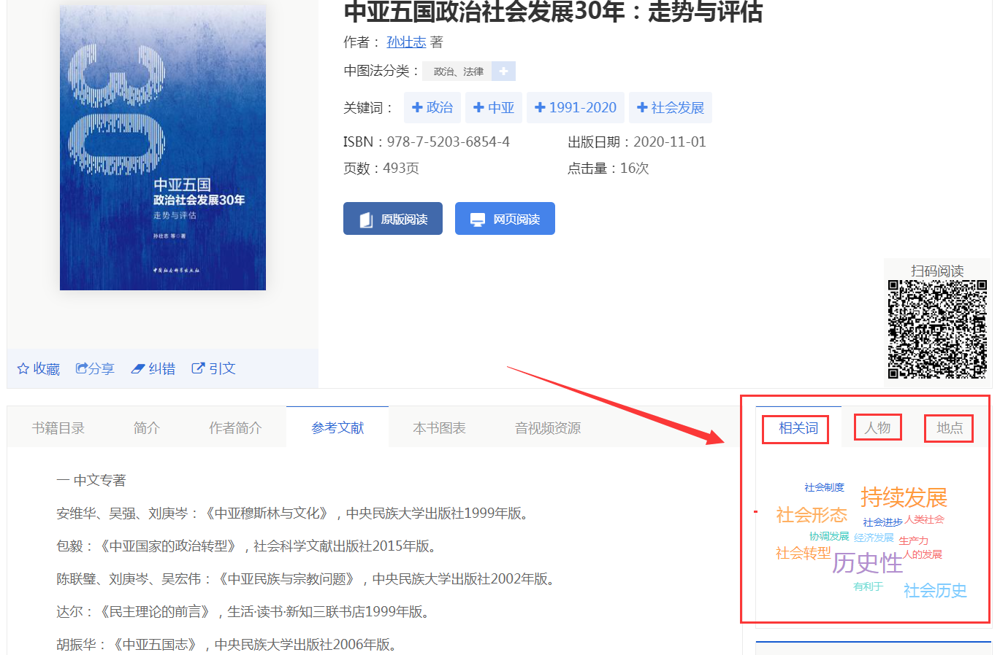 中亚五国政治社会发展30年：走势与评估
作者： 孙壮志 著
中图法分类： 政治、法律
关键词： 政治 中亚 1991-2020 社会发展
ISBN：978-7-5203-6854-4 出版日期：2020-11-01
页数：493页 点击量：16次
原版阅读 网页阅读
30
中亚五国
政治社会发展30年
走势与评估
孙壮志 等◎著
中国社会科学出版社
扫码阅读
收藏 分享 纠错 引文
书籍目录 简介 作者简介 参考文献 本书图表 音视频资源
一 中文专著
安维华、吴强、刘庚岑：《中亚穆斯林与文化》，中央民族大学出版社1999年版。
包毅：《中亚国家的政治转型》，社会科学文献出版社2015年版。
陈联璧、刘庚岑、吴宏伟：《中亚民族与宗教问题》，中央民族大学出版社2002年版。
达尔：《民主理论的前言》，生活·读书·新知三联书店1999年版。
胡振华：《中亚五国志》，中央民族大学出版社2006年版。
相关词 人物 地点
社会制度
持续发展
社会形态
社会进步
人类社会
协调发展
经济发展
生产力
社会转型
历史性
人的发展
有利于
社会历史